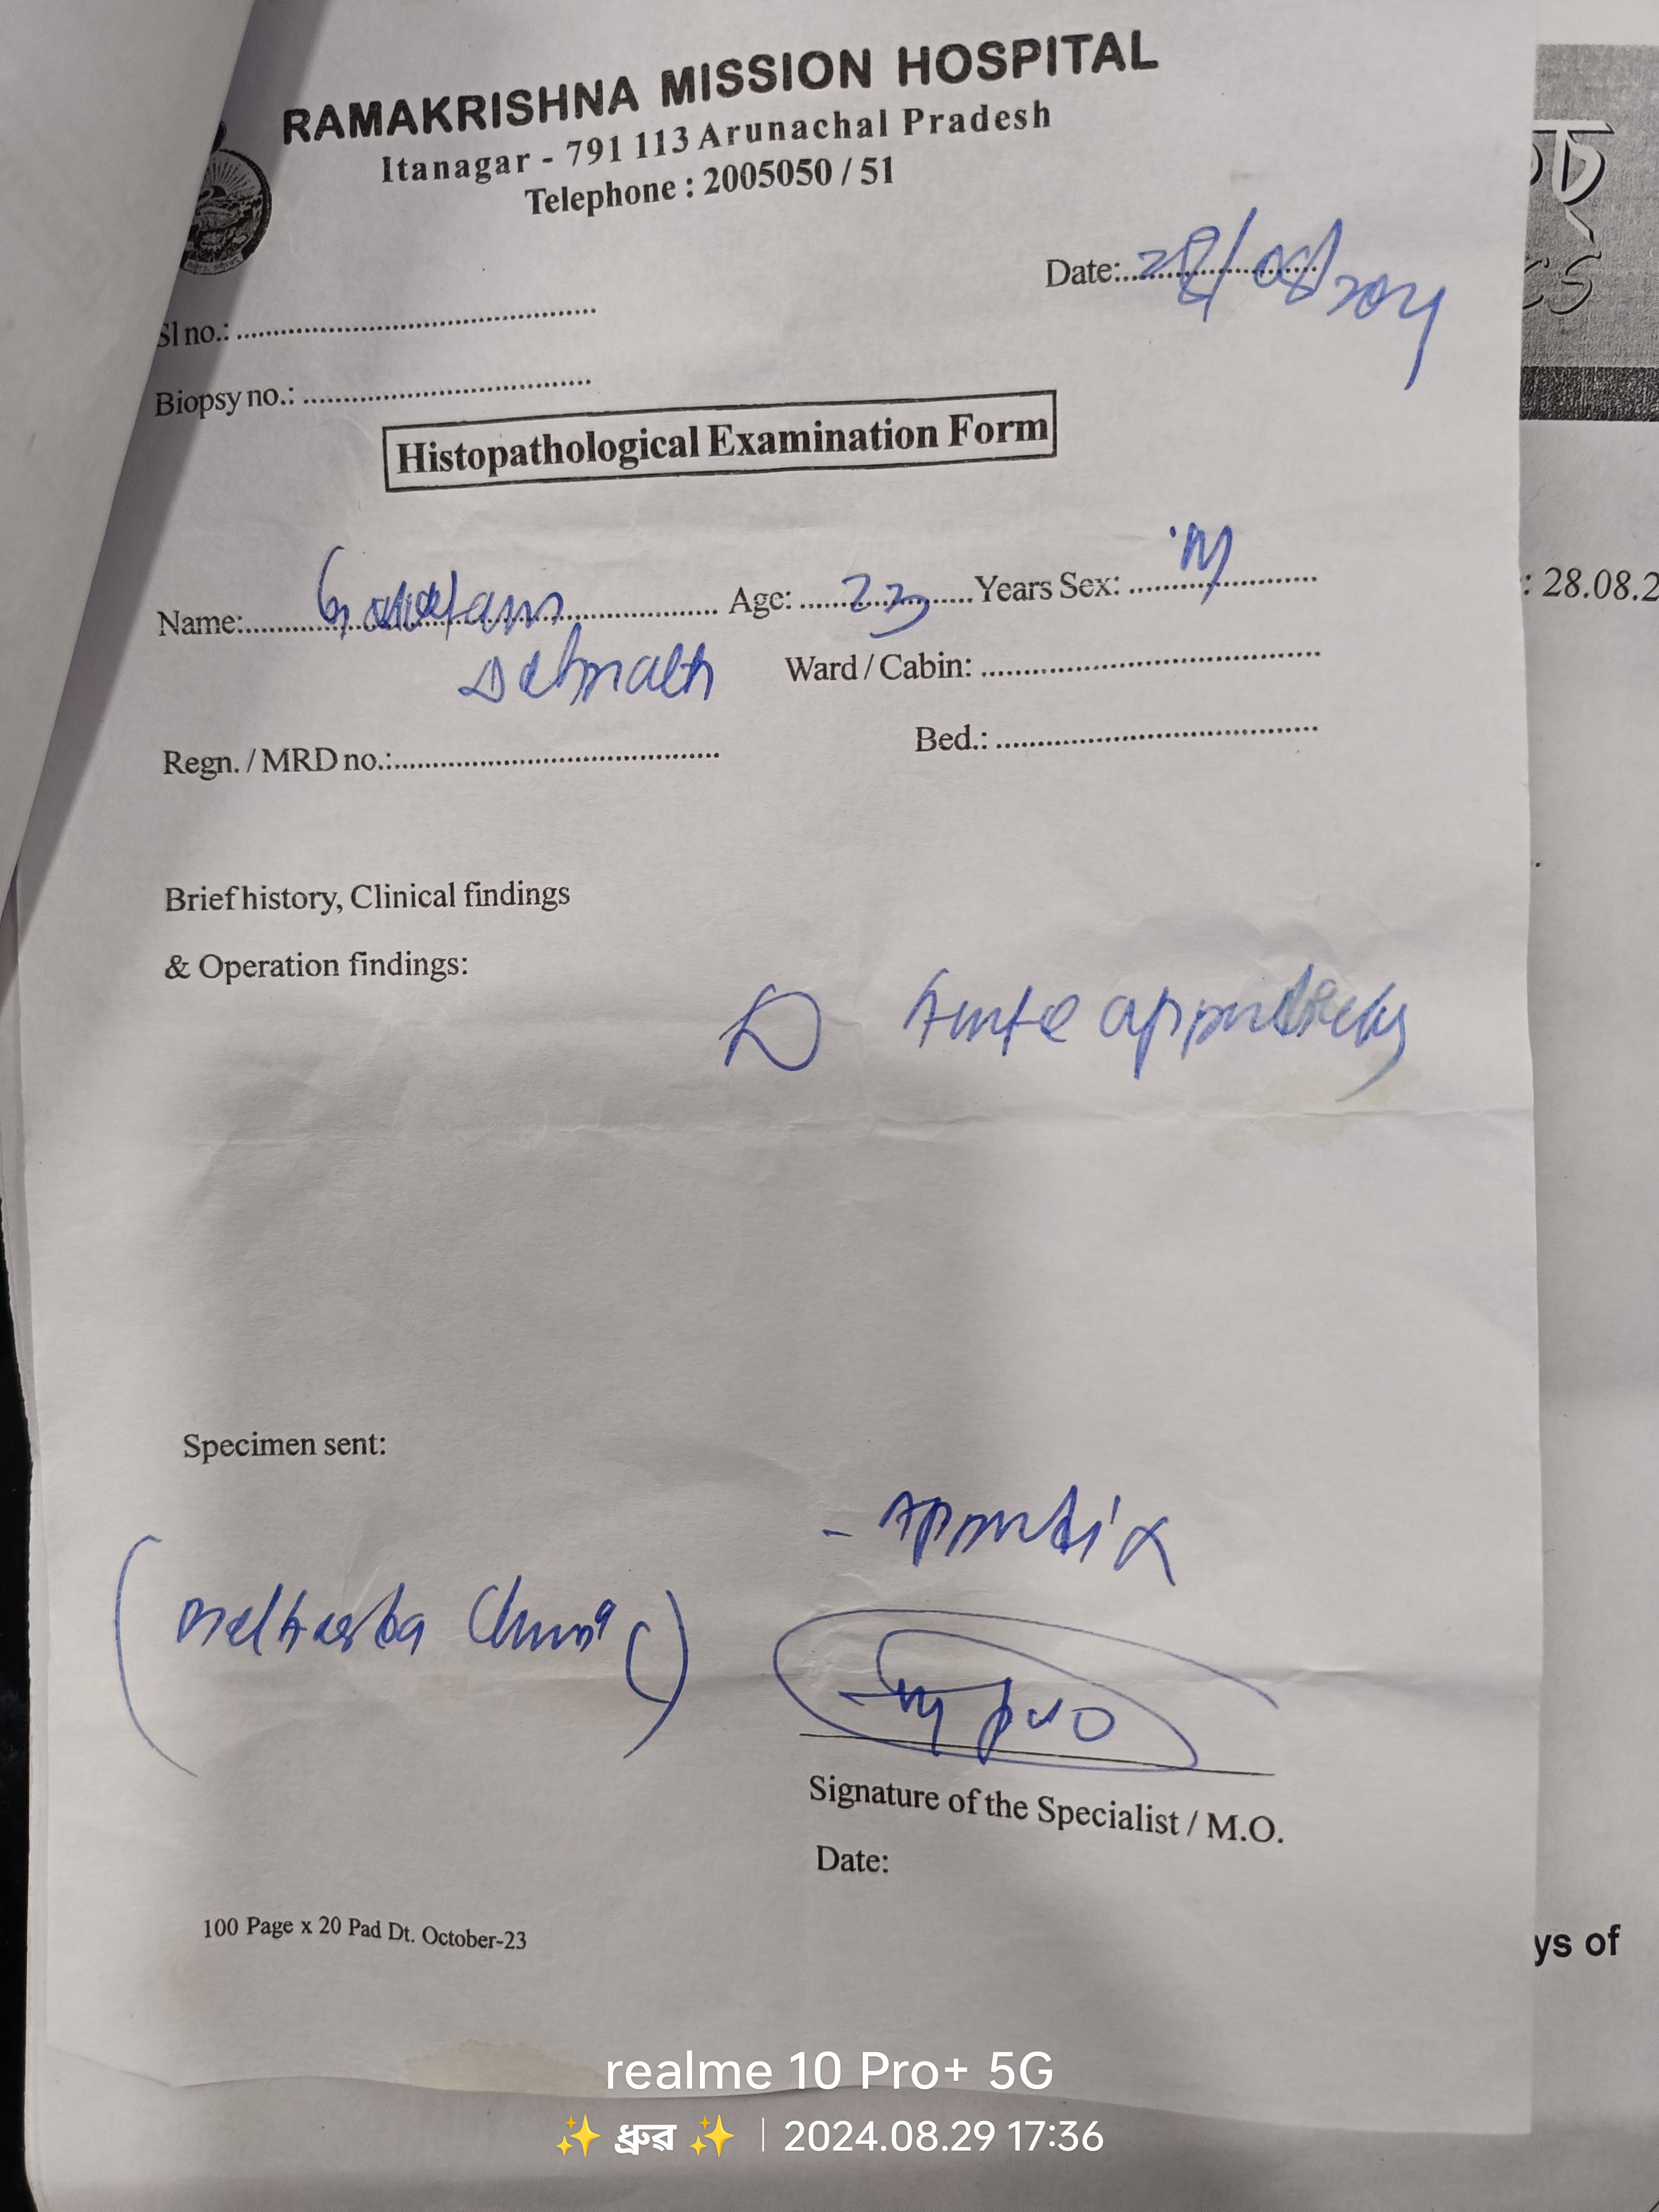 RAMAKRISHNA MISSION HOSPITAL
Itanagar - 791 113 Arunachal Pradesh
Telephone : 2005050 / 51
Date: 28/08/2024
CS
Sl no.:
Biopsy no.:
Histopathological Examination Form
: 28.08.2
Name: Age: 23 Years Sex: M
Debnath
Ward / Cabin:
Regn. / MRD no.: Bed.:
Brief history, Clinical findings
& Operation findings:
Acute appendicitis
Specimen sent:
- Appendix
Signature of the Specialist / M.O.
Date:
100 Page x 20 Pad Dt. October-23
ys of
realme 10 Pro+ 5G
✨ ধ্ৰুৱ ✨ | 2024.08.29 17:36